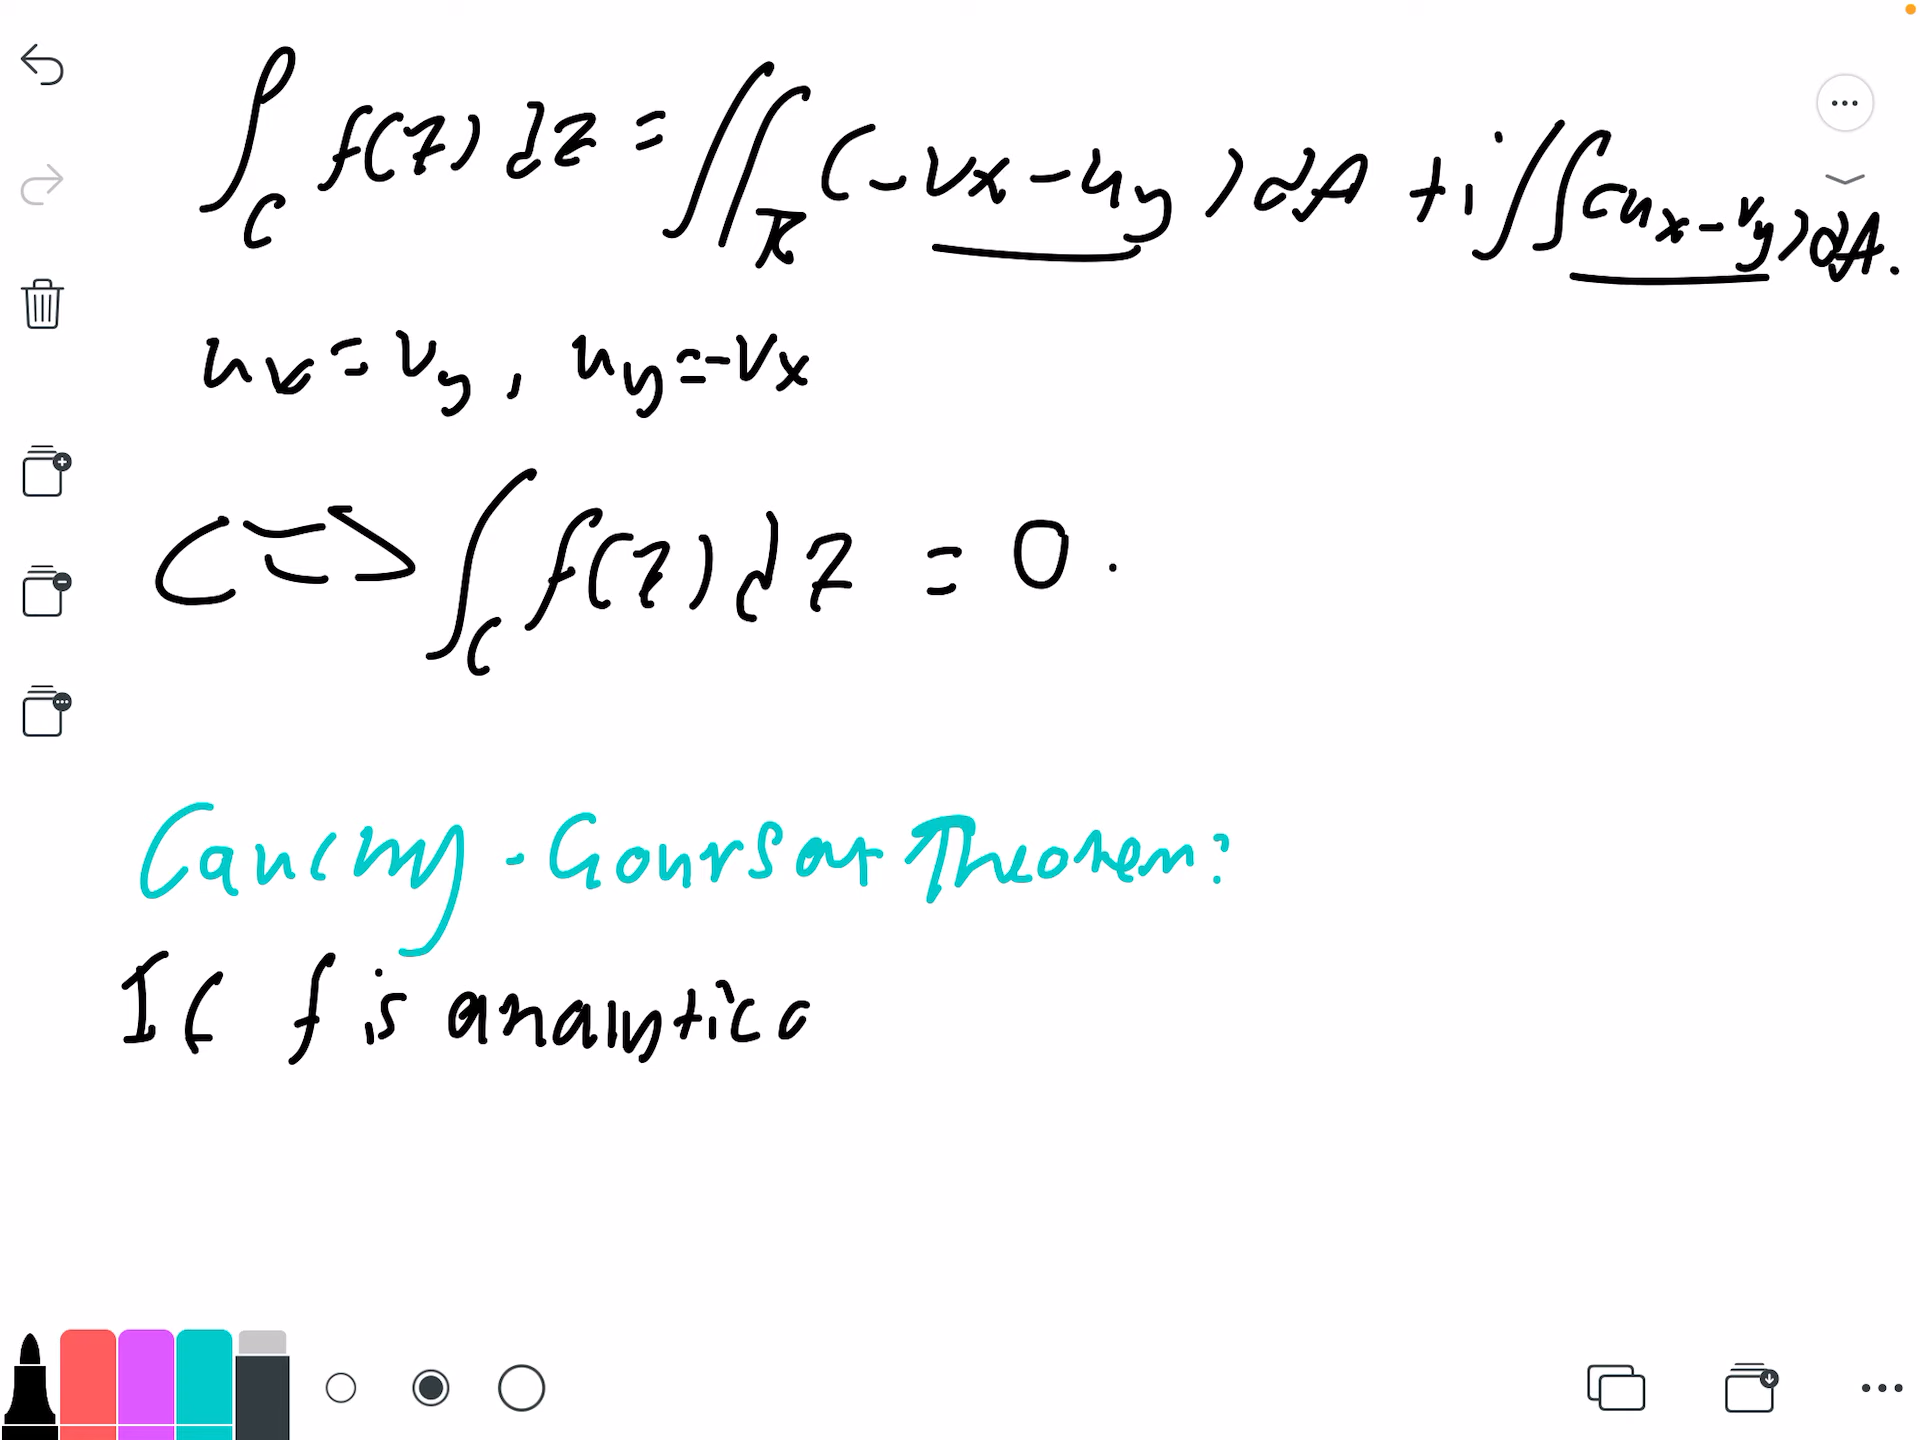 ∫_C f(z) dz = ∬_R (-v_x - u_y) dA + i ∬ (u_x - v_y) dA.
u_x = v_y, u_y = -v_x
<=> ∫_C f(z) dz = 0.
Cauchy-Goursat Theorem:
If f is analytic a